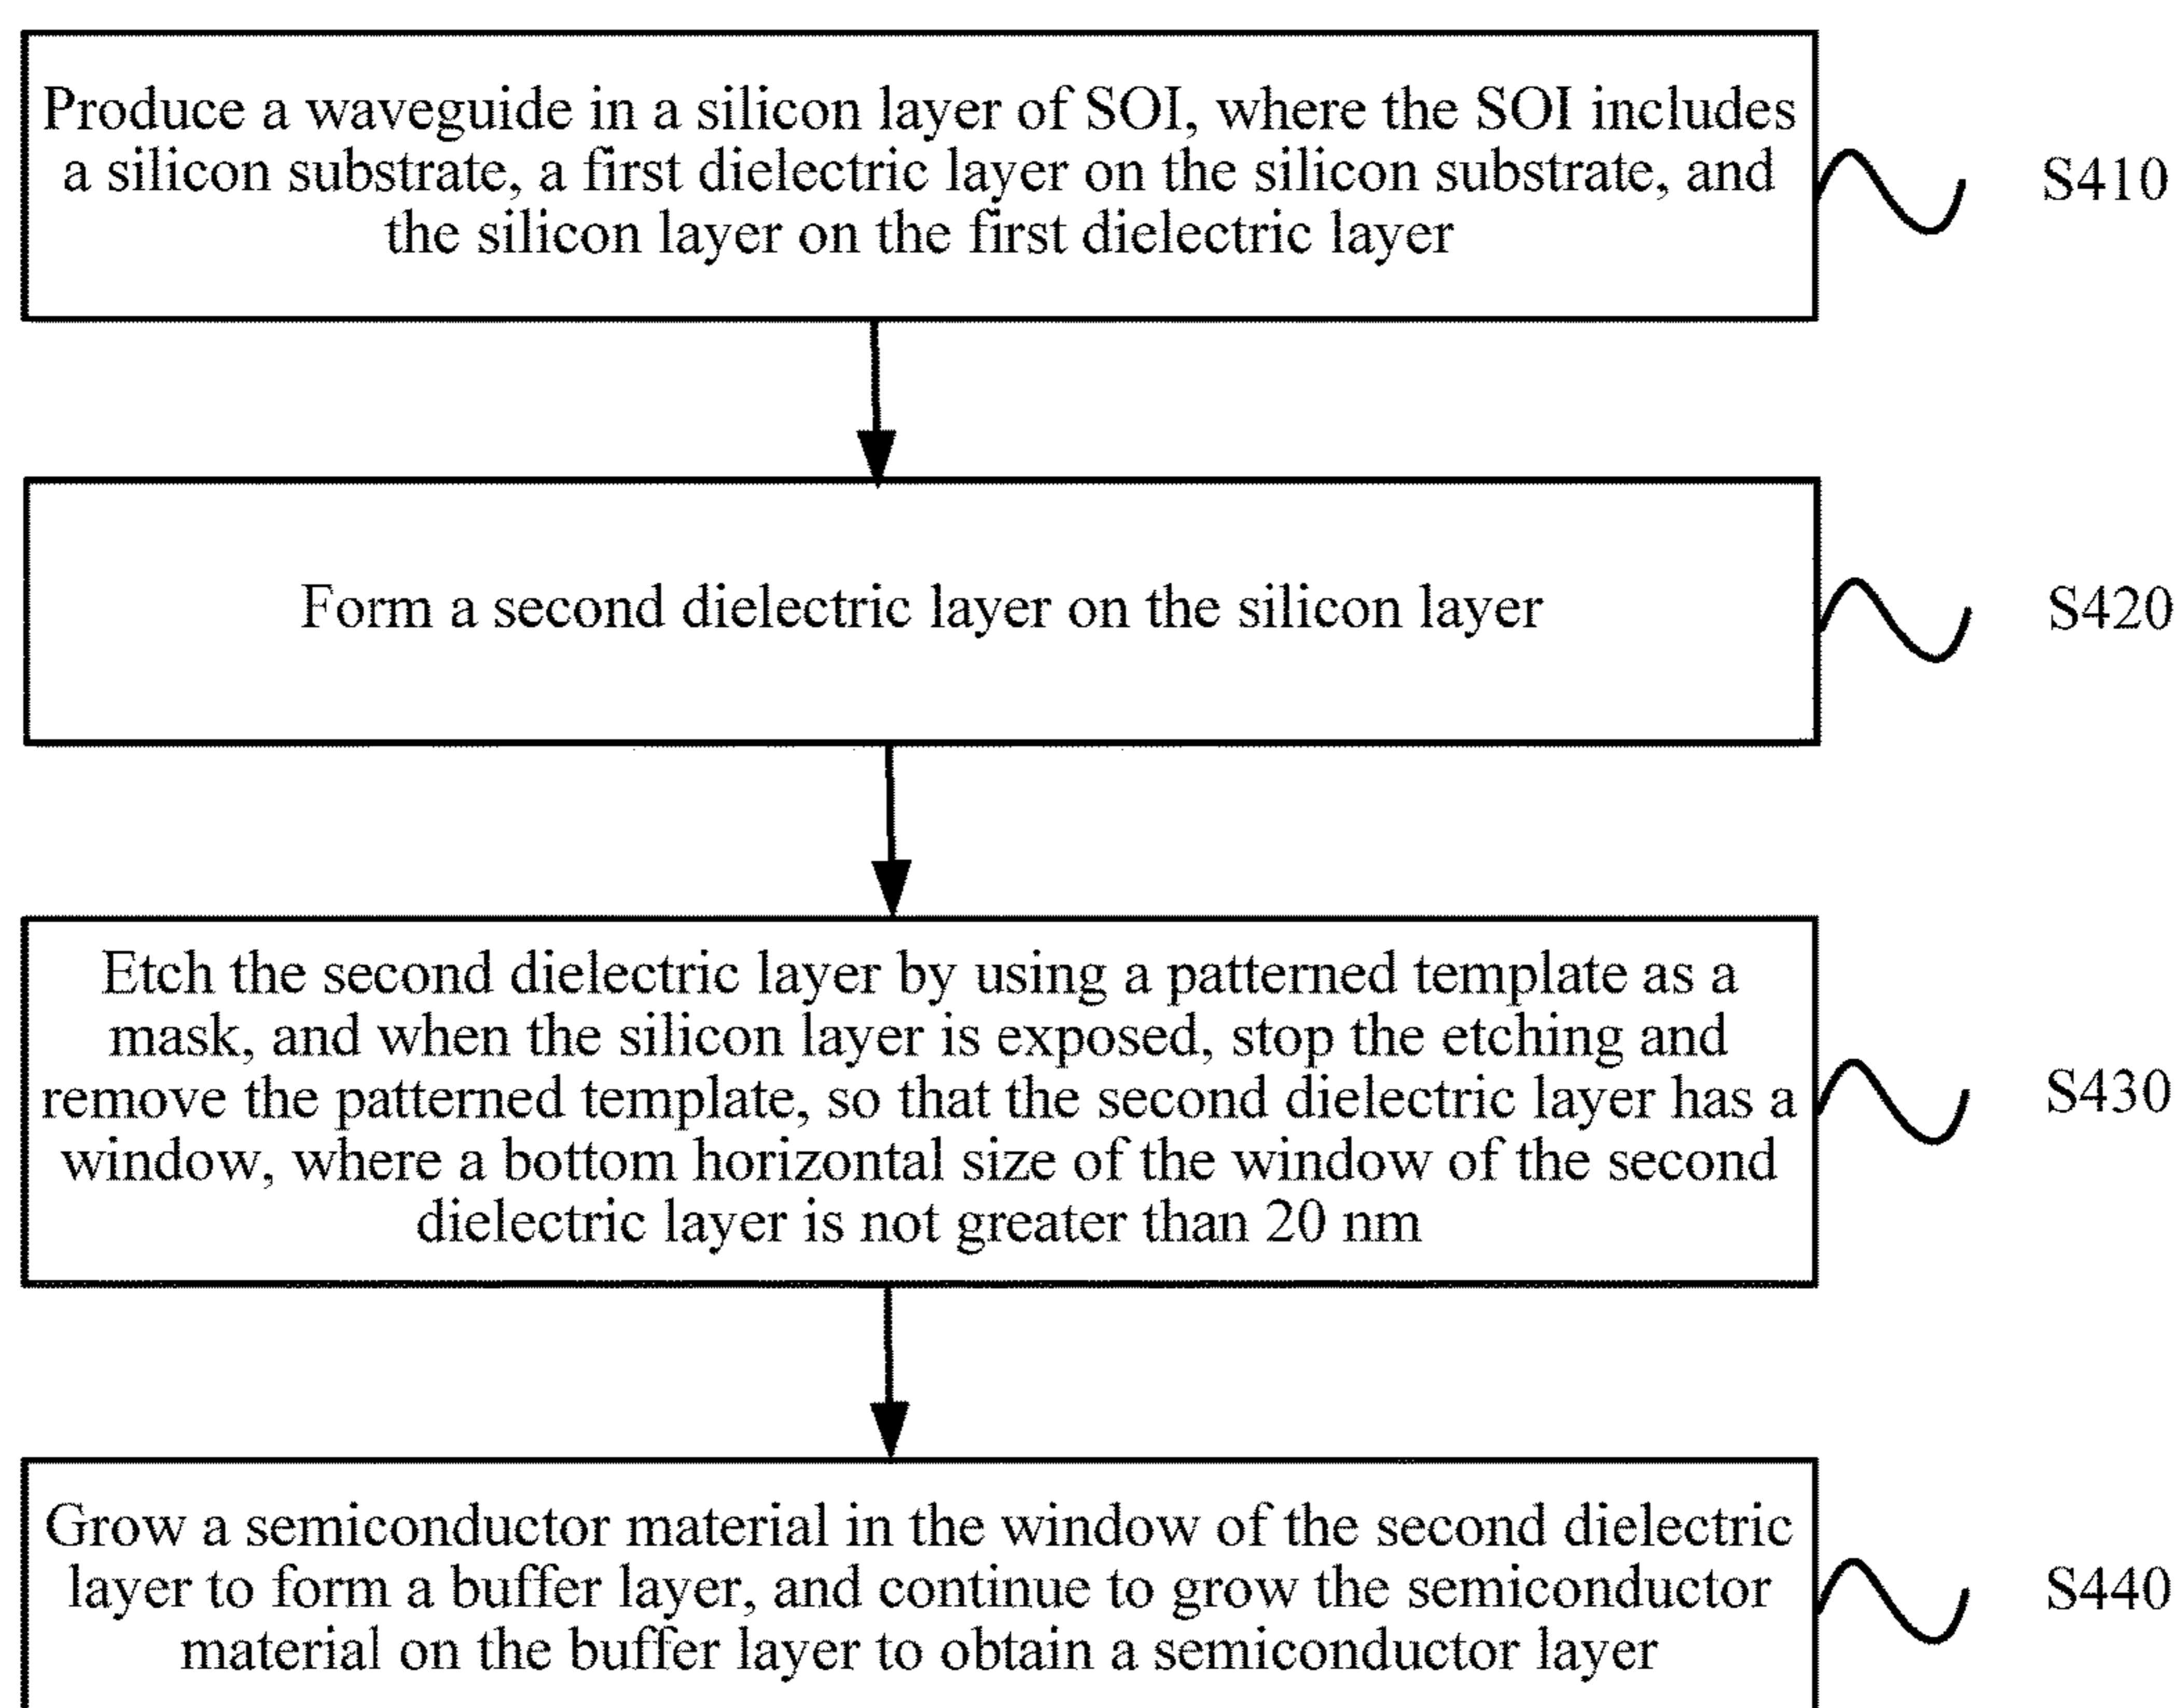 Produce a waveguide in a silicon layer of SOI, where the SOI includes
a silicon substrate, a first dielectric layer on the silicon substrate, and
the silicon layer on the first dielectric layer
S410
Form a second dielectric layer on the silicon layer
S420
Etch the second dielectric layer by using a patterned template as a
mask, and when the silicon layer is exposed, stop the etching and
remove the patterned template, so that the second dielectric layer has a
window, where a bottom horizontal size of the window of the second
dielectric layer is not greater than 20 nm
S430
Grow a semiconductor material in the window of the second dielectric
layer to form a buffer layer, and continue to grow the semiconductor
material on the buffer layer to obtain a semiconductor layer
S440